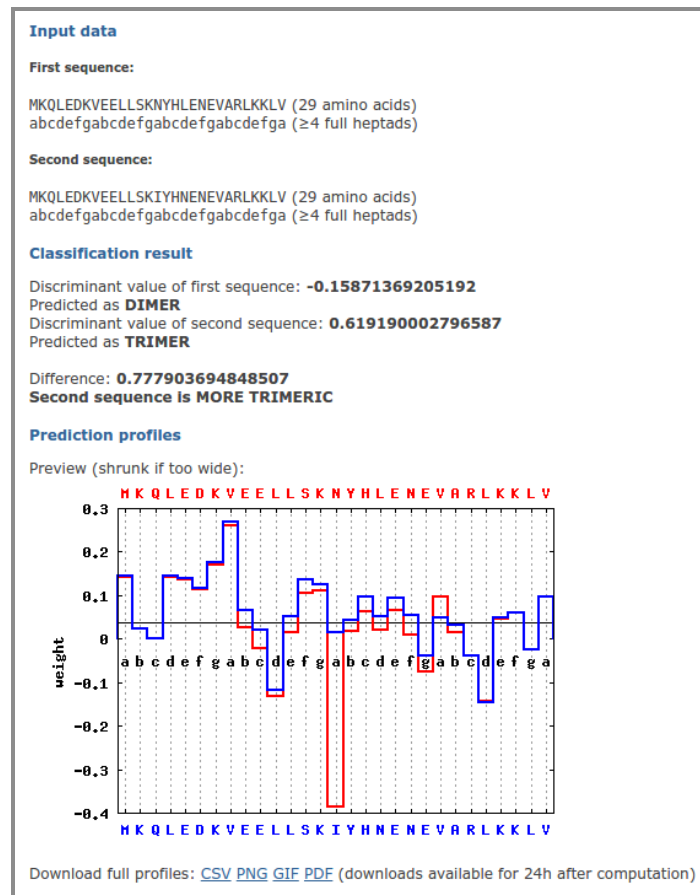 Input data
First sequence:
MKQLEDKVEELLSKNYHLENEVARLKKLV (29 amino acids)
abcdefgabcdefgabcdefgabcdefga (≥4 full heptads)
Second sequence:
MKQLEDKVEELLSKIYHNENEVARLKKLV (29 amino acids)
abcdefgabcdefgabcdefgabcdefga (≥4 full heptads)
Classification result
Discriminant value of first sequence: -0.15871369205192
Predicted as DIMER
Discriminant value of second sequence: 0.619190002796587
Predicted as TRIMER
Difference: 0.777903694848507
Second sequence is MORE TRIMERIC
Prediction profiles
Preview (shrunk if too wide):
M K Q L E D K V E E L L S K N Y H L E N E V A R L K K L V
0.3
0.2
0.1
0
-0.1
-0.2
-0.3
-0.4
weight
a b c d e f g a b c d e f g a b c d e f g a b c d e f g a
M K Q L E D K V E E L L S K I Y H N E N E V A R L K K L V
Download full profiles: CSV PNG GIF PDF (downloads available for 24h after computation)